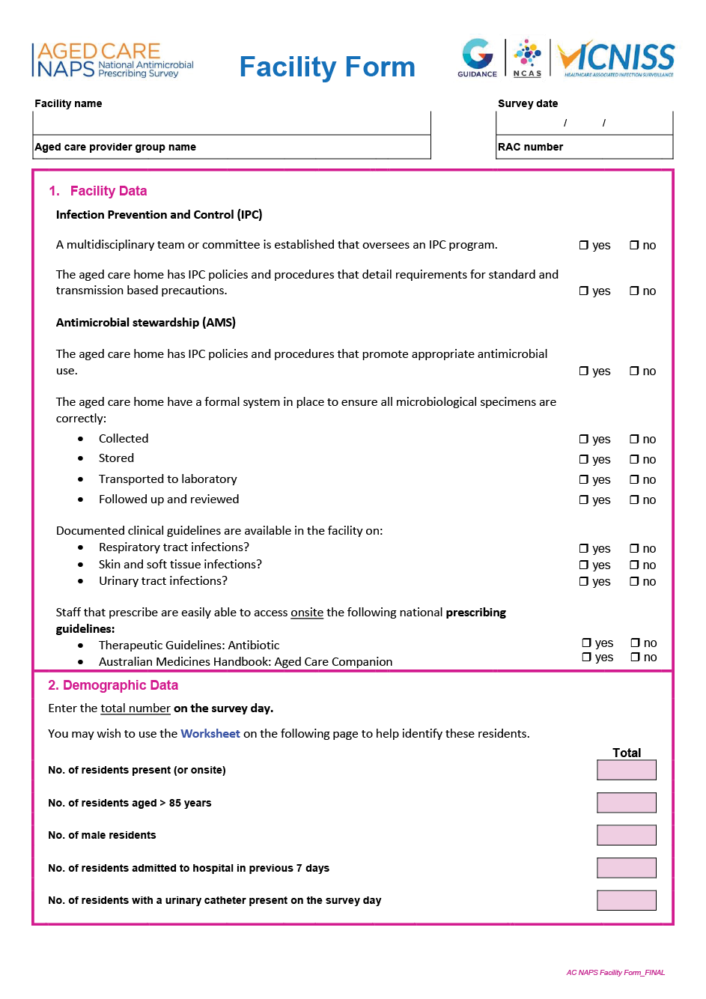 AGED CARE
NAPS National Antimicrobial
Prescribing Survey
Facility Form
GUIDANCE
NCAS
VICNISS
HEALTHCARE ASSOCIATED INFECTION SURVEILLANCE
Facility name
Survey date
/ /
Aged care provider group name
RAC number
1. Facility Data
Infection Prevention and Control (IPC)
A multidisciplinary team or committee is established that oversees an IPC program. ❒ yes ❒ no
The aged care home has IPC policies and procedures that detail requirements for standard and
transmission based precautions. ❒ yes ❒ no
Antimicrobial stewardship (AMS)
The aged care home has IPC policies and procedures that promote appropriate antimicrobial
use. ❒ yes ❒ no
The aged care home have a formal system in place to ensure all microbiological specimens are
correctly:
• Collected ❒ yes ❒ no
• Stored ❒ yes ❒ no
• Transported to laboratory ❒ yes ❒ no
• Followed up and reviewed ❒ yes ❒ no
Documented clinical guidelines are available in the facility on:
• Respiratory tract infections? ❒ yes ❒ no
• Skin and soft tissue infections? ❒ yes ❒ no
• Urinary tract infections? ❒ yes ❒ no
Staff that prescribe are easily able to access onsite the following national prescribing
guidelines:
• Therapeutic Guidelines: Antibiotic ❒ yes ❒ no
• Australian Medicines Handbook: Aged Care Companion ❒ yes ❒ no
2. Demographic Data
Enter the total number on the survey day.
You may wish to use the Worksheet on the following page to help identify these residents.
Total
No. of residents present (or onsite)
No. of residents aged > 85 years
No. of male residents
No. of residents admitted to hospital in previous 7 days
No. of residents with a urinary catheter present on the survey day
AC NAPS Facility Form_FINAL